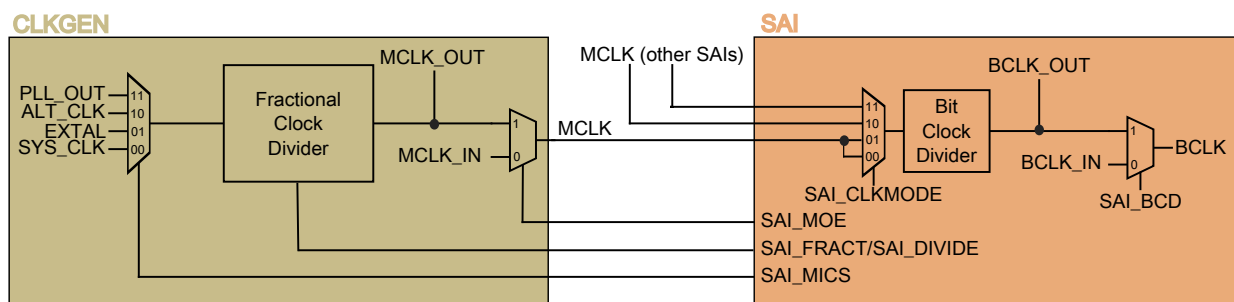 CLKGEN
SAI
MCLK_OUT
MCLK (other SAIs)
BCLK_OUT
PLL_OUT
11
ALT_CLK
10
EXTAL
01
SYS_CLK
00
Fractional
Clock
Divider
1
MCLK_IN
0
MCLK
11
10
01
00
Bit
Clock
Divider
1
BCLK_IN
0
BCLK
SAI_CLKMODE
SAI_BCD
SAI_MOE
SAI_FRACT/SAI_DIVIDE
SAI_MICS